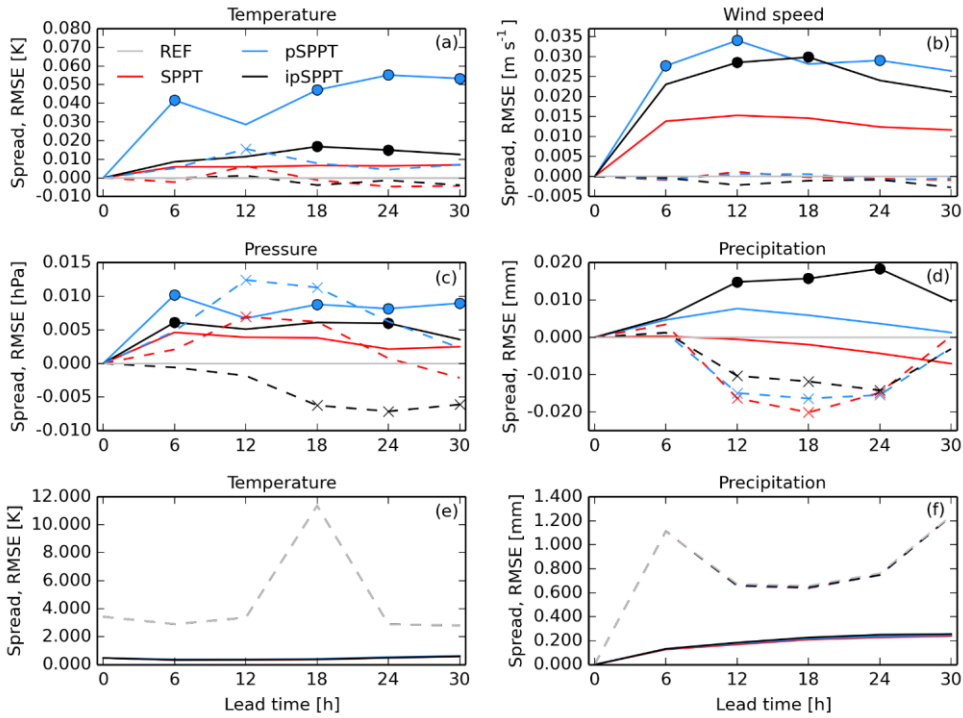 Temperature
Spread, RMSE [K]
0.080
0.070
0.060
0.050
0.040
0.030
0.020
0.010
0.000
-0.010
REF
SPPT
pSPPT
ipSPPT
(a)
0 6 12 18 24 30
Wind speed
Spread, RMSE [m s⁻¹]
0.035
0.030
0.025
0.020
0.015
0.010
0.005
0.000
-0.005
(b)
0 6 12 18 24 30
Pressure
Spread, RMSE [hPa]
0.015
0.010
0.005
0.000
-0.005
-0.010
(c)
0 6 12 18 24 30
Precipitation
Spread, RMSE [mm]
0.020
0.010
0.000
-0.010
-0.020
(d)
0 6 12 18 24 30
Temperature
Spread, RMSE [K]
12.000
10.000
8.000
6.000
4.000
2.000
0.000
(e)
0 6 12 18 24 30
Lead time [h]
Precipitation
Spread, RMSE [mm]
1.400
1.200
1.000
0.800
0.600
0.400
0.200
0.000
(f)
0 6 12 18 24 30
Lead time [h]